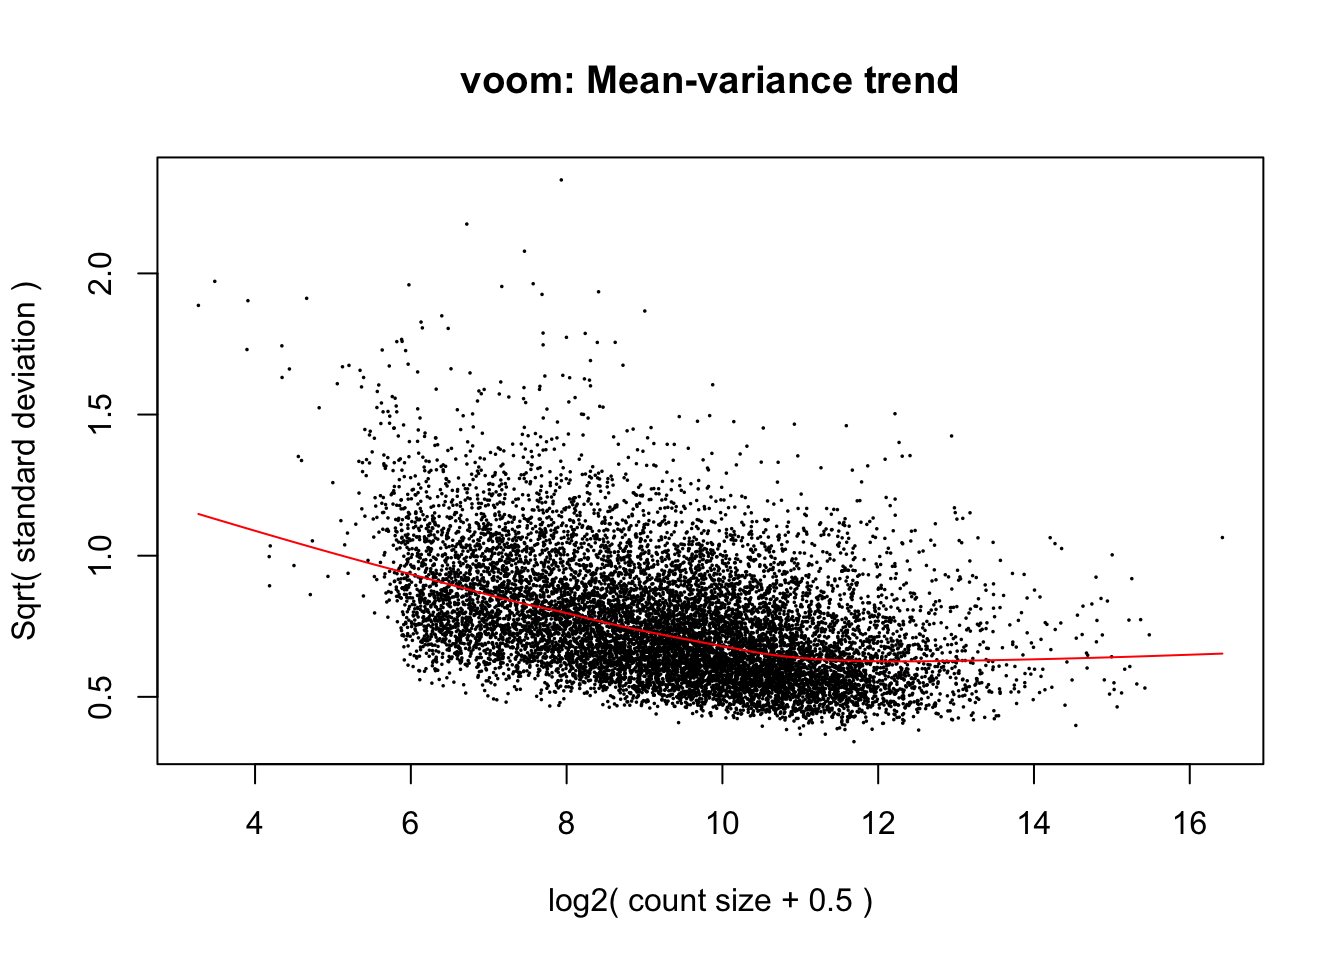 voom: Mean-variance trend
Sqrt( standard deviation )
2.0
1.5
1.0
0.5
4 6 8 10 12 14 16
log2( count size + 0.5 )